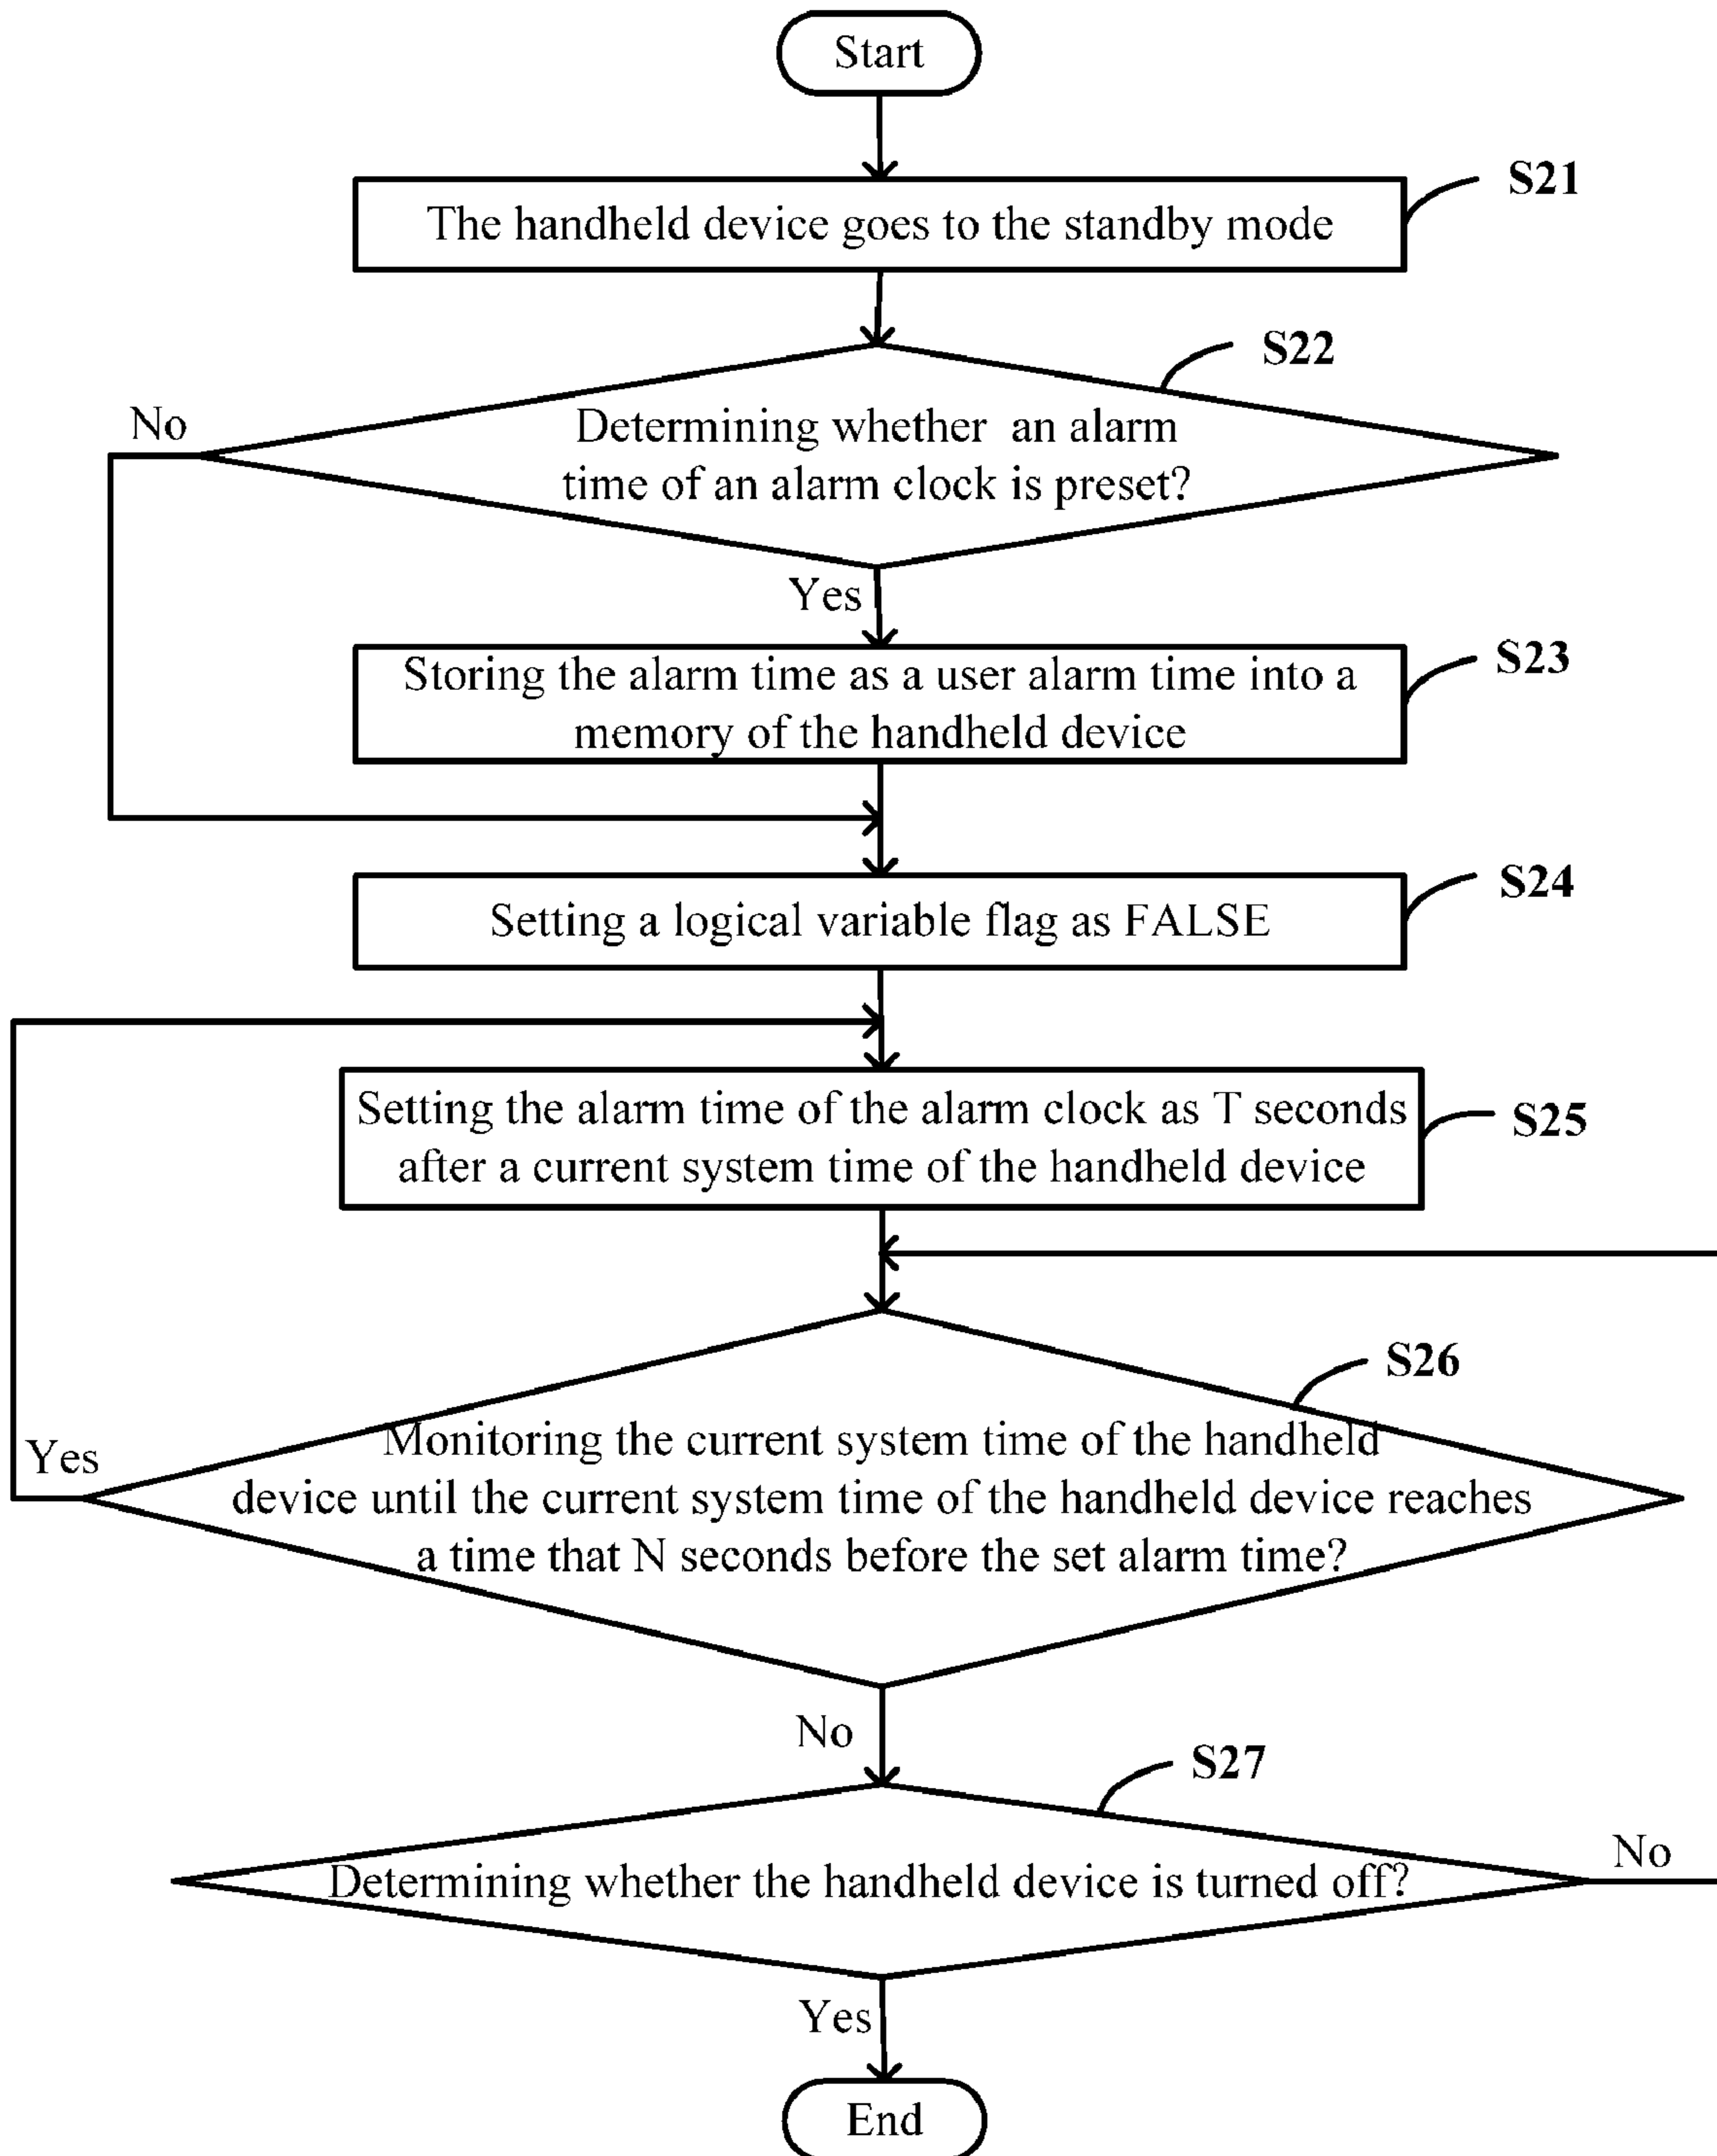 Start
The handheld device goes to the standby mode
S21
S22
Determining whether an alarm
time of an alarm clock is preset?
No
Yes
Storing the alarm time as a user alarm time into a
memory of the handheld device
S23
Setting a logical variable flag as FALSE
S24
Setting the alarm time of the alarm clock as T seconds
after a current system time of the handheld device
S25
S26
Monitoring the current system time of the handheld
device until the current system time of the handheld device reaches
a time that N seconds before the set alarm time?
Yes
No
S27
Determining whether the handheld device is turned off?
No
Yes
End